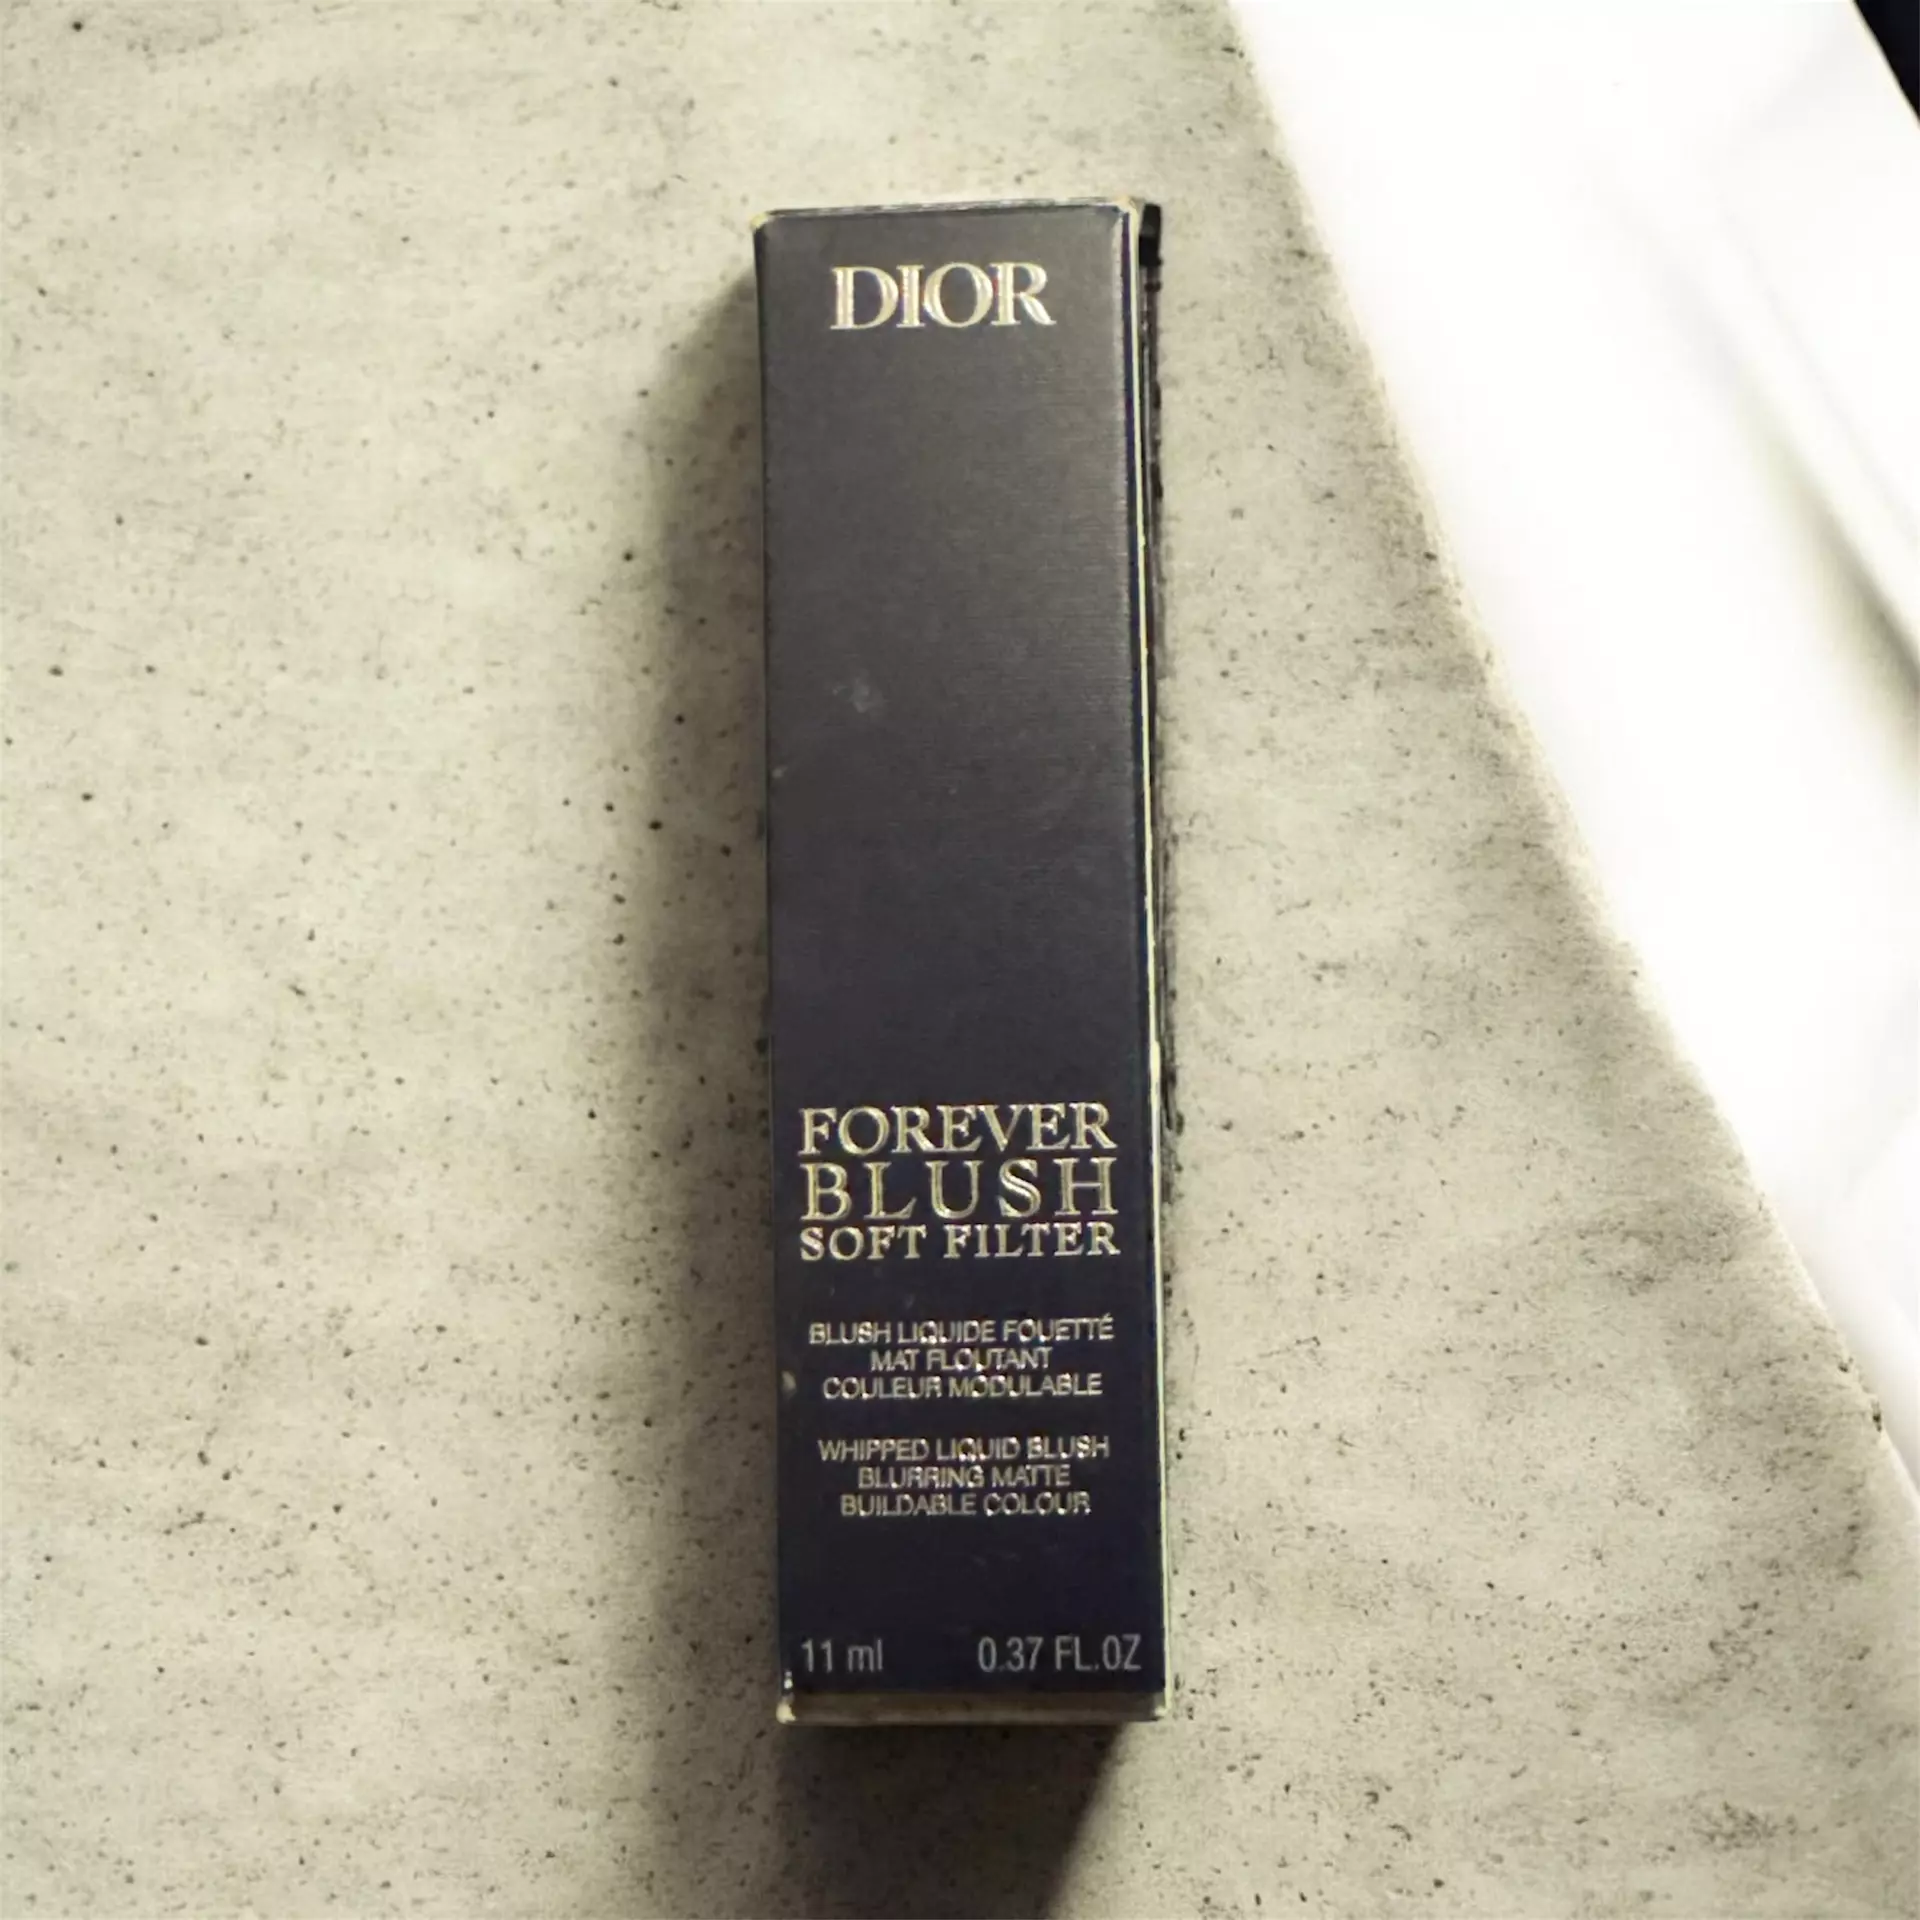 DIOR
FOREVER
BLUSH
SOFT FILTER
BLUSH LIQUIDE FOUETTÉ
MAT FLOUTANT
COULEUR MODULABLE
WHIPPED LIQUID BLUSH
BLURRING MATTE
BUILDABLE COLOUR
11 ml 0.37 FL.OZ